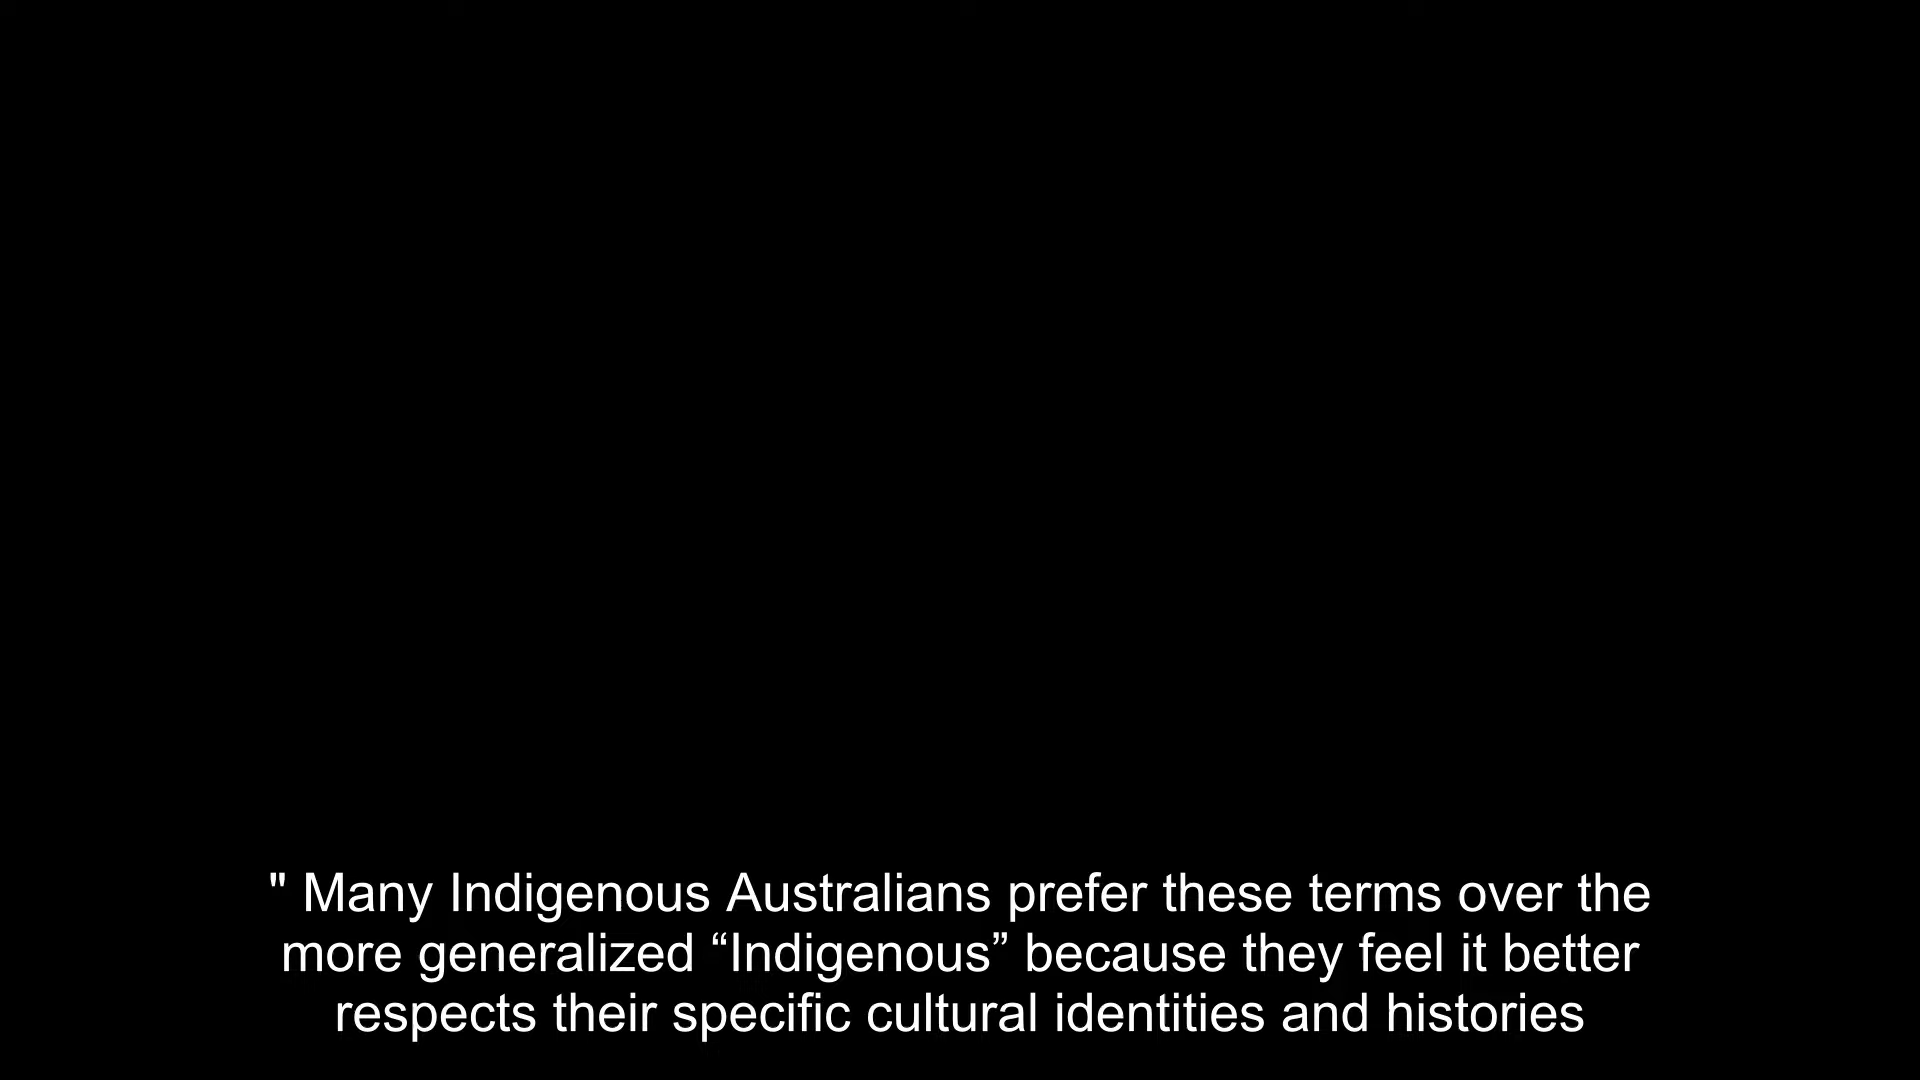 " Many Indigenous Australians prefer these terms over the
more generalized “Indigenous” because they feel it better
respects their specific cultural identities and histories